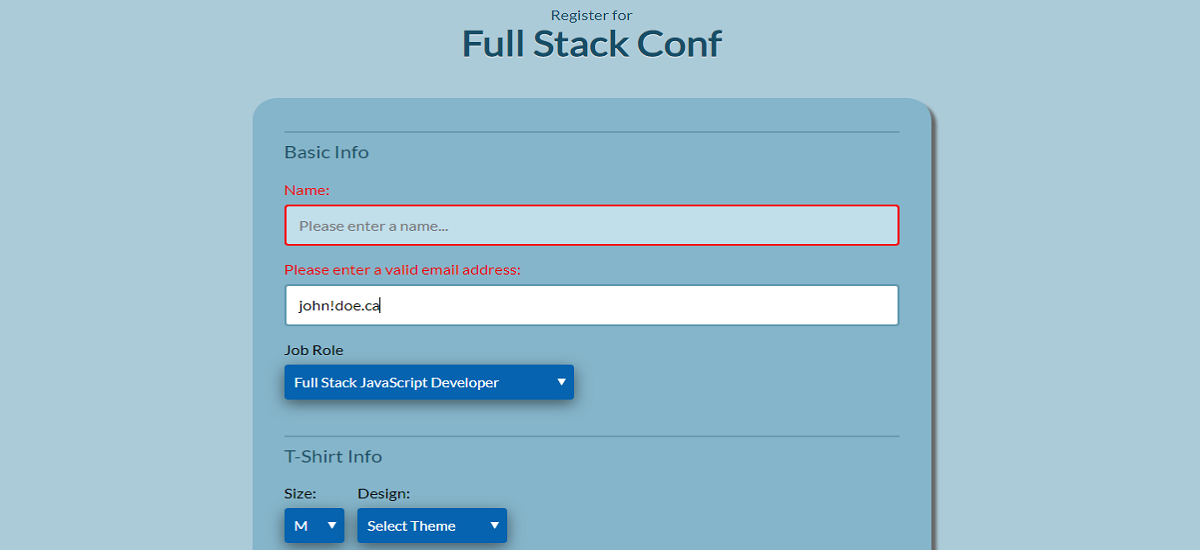 Register for
Full Stack Conf
Basic Info
Name:
Please enter a name...
Please enter a valid email address:
john!doe.ca
Job Role
Full Stack JavaScript Developer
T-Shirt Info
Size: Design:
M Select Theme